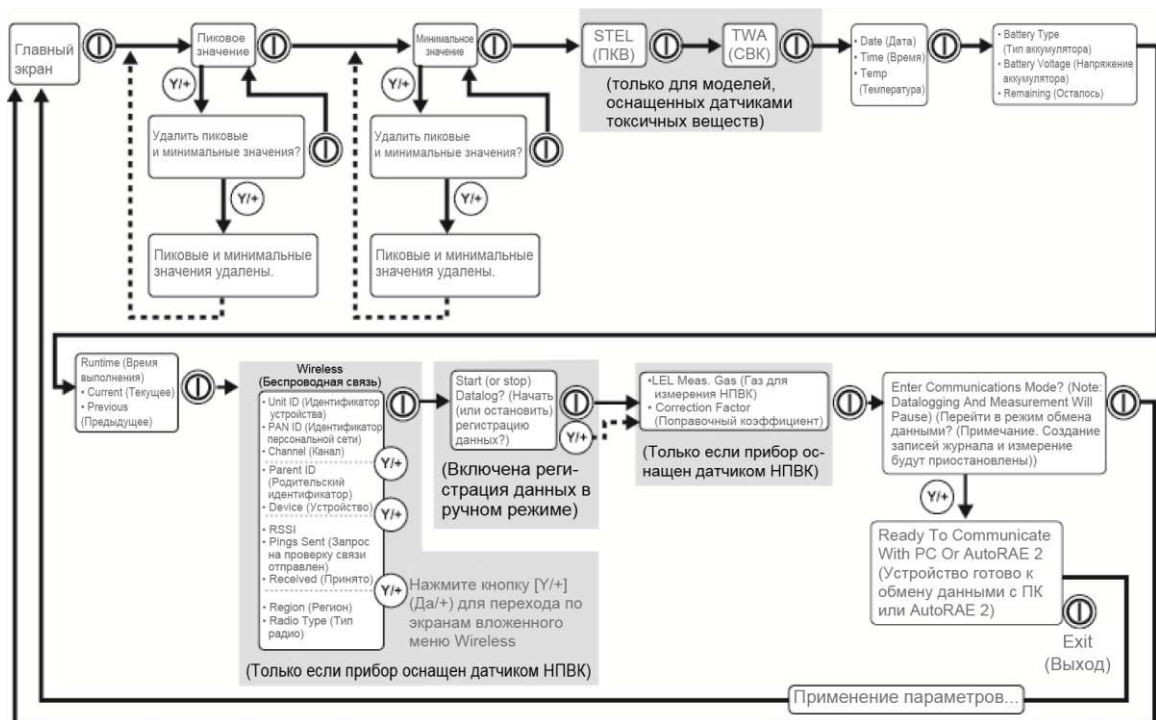 Главный
экран
Пиковое
значение
Y/+
Удалить пиковые
и минимальные значения?
Y/+
Пиковые и минимальные
значения удалены.
Минимальное
значение
Y/+
Удалить пиковые
и минимальные значения?
Y/+
Пиковые и минимальные
значения удалены.
STEL
(ПКВ)
TWA
(СВК)
(только для моделей,
оснащенных датчиками
токсичных веществ)
• Date (Дата)
• Time (Время)
• Temp
(Температура)
• Battery Type
(Тип аккумулятора)
• Battery Voltage (Напряжение
аккумулятора)
• Remaining (Осталось)
Runtime (Время
выполнения)
• Current (Текущее)
• Previous
(Предыдущее)
Wireless
(Беспроводная связь)
• Unit ID (Идентификатор
устройства)
• PAN ID (Идентификатор
персональной сети)
• Channel (Канал)
Y/+
• Parent ID
(Родительский
идентификатор)
• Device (Устройство)
Y/+
• RSSI
• Pings Sent (Запрос
на проверку связи
отправлен)
• Received (Принято)
Y/+
• Region (Регион)
• Radio Type (Тип
радио)
Нажмите кнопку [Y/+]
(Да/+) для перехода по
экранам вложенного
меню Wireless
(Только если прибор оснащен датчиком НПВК)
Start (or stop)
Datalog? (Начать
(или остановить)
регистрацию
данных?)
Y/+
(Включена реги-
страция данных в
ручном режиме)
•LEL Meas. Gas (Газ для
измерения НПВК)
• Correction Factor
(Поправочный коэффициент)
(Только если прибор ос-
нащен датчиком НПВК)
Enter Communications Mode? (Note:
Datalogging And Measurement Will
Pause) (Перейти в режим обмена
данными? (Примечание. Создание
записей журнала и измерение
будут приостановлены))
Y/+
Ready To Communicate
With PC Or AutoRAE 2
(Устройство готово к
обмену данными с ПК
или AutoRAE 2)
Exit
(Выход)
Применение параметров...